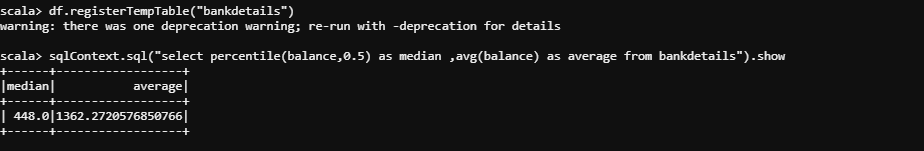 scala> df.registerTempTable("bankdetails")
warning: there was one deprecation warning; re-run with -deprecation for details
scala> sqlContext.sql("select percentile(balance,0.5) as median ,avg(balance) as average from bankdetails").show
+------+------------------+
|median|           average|
+------+------------------+
| 448.0|1362.2720576850766|
+------+------------------+